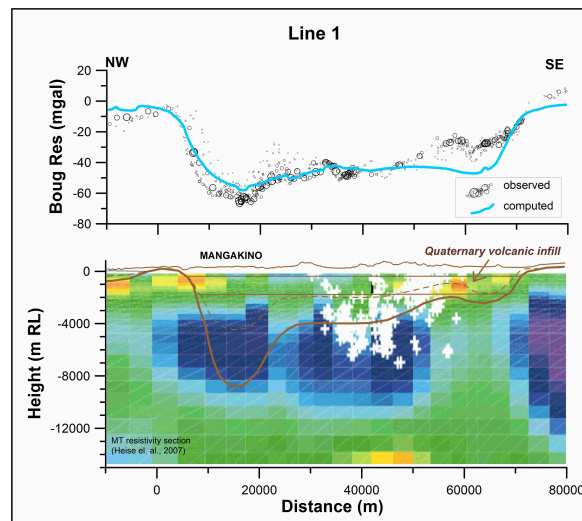 Line 1
NW
SE
20
0
-20
-40
-60
-80
Boug Res (mgal)
observed
computed
MANGAKINO
Quaternary volcanic infill
0
-4000
-8000
-12000
Height (m RL)
MT resistivity section
(Heise el. al., 2007)
0
20000
40000
60000
80000
Distance (m)